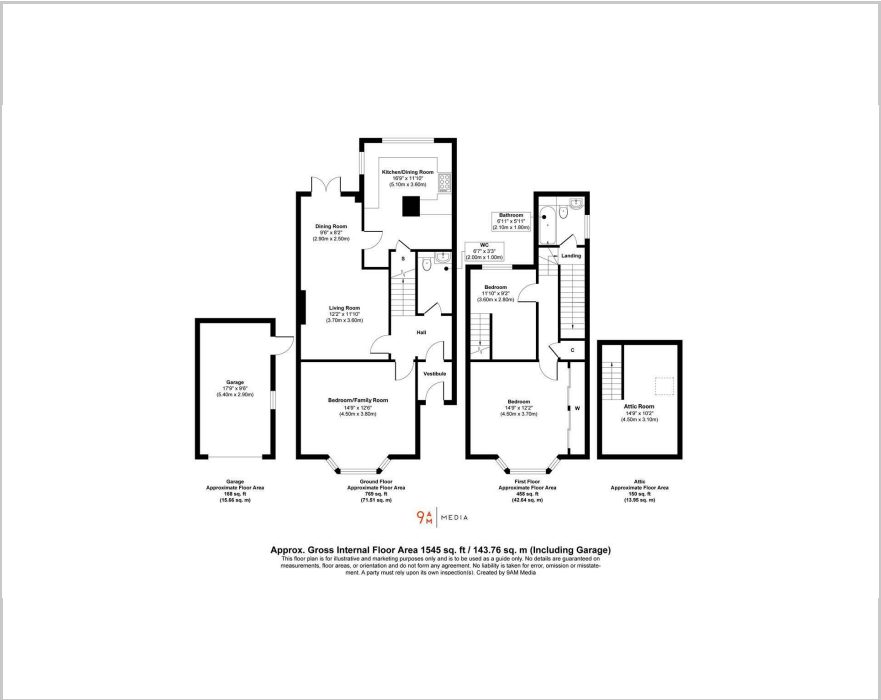 Kitchen/Dining Room
16'9" x 11'10"
(5.10m x 3.60m)
Dining Room
9'6" x 8'2"
(2.90m x 2.50m)
S
WC
6'7" x 3'3"
(2.00m x 1.00m)
Bathroom
6'11" x 5'11"
(2.10m x 1.80m)
Landing
Bedroom
11'10" x 9'2"
(3.60m x 2.80m)
Living Room
12'2" x 11'10"
(3.70m x 3.60m)
Hall
C
Vestibule
Garage
17'9" x 9'6"
(5.40m x 2.90m)
Bedroom/Family Room
14'9" x 12'6"
(4.50m x 3.80m)
Bedroom
14'9" x 12'2"
(4.50m x 3.70m)
W
Attic Room
14'9" x 10'2"
(4.50m x 3.10m)
Garage
Approximate Floor Area
168 sq. ft
(15.66 sq. m)
Ground Floor
Approximate Floor Area
769 sq. ft
(71.51 sq. m)
First Floor
Approximate Floor Area
458 sq. ft
(42.64 sq. m)
Attic
Approximate Floor Area
150 sq. ft
(13.95 sq. m)
9AM MEDIA
Approx. Gross Internal Floor Area 1545 sq. ft / 143.76 sq. m (Including Garage)
This floor plan is for illustrative and marketing purposes only and is to be used as a guide only. No details are guaranteed on
measurements, floor areas, or orientation and do not form any agreement. No liability is taken for error, omission or misstate-
ment. A party must rely upon its own inspection(s). Created by 9AM Media